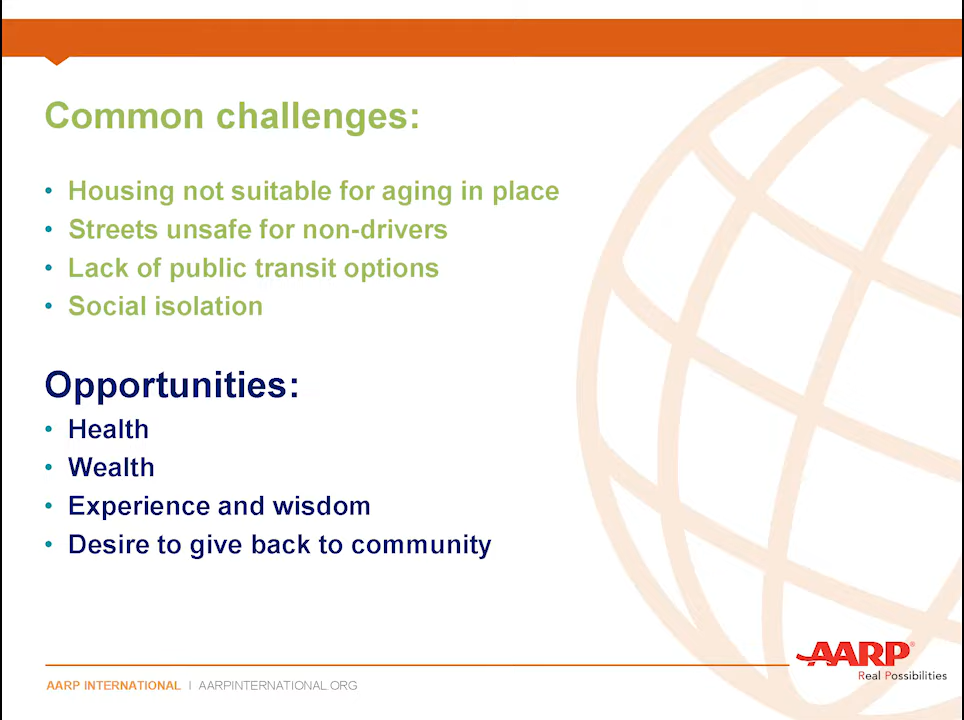 Common challenges:
• Housing not suitable for aging in place
• Streets unsafe for non-drivers
• Lack of public transit options
• Social isolation
Opportunities:
• Health
• Wealth
• Experience and wisdom
• Desire to give back to community
AARP®
Real Possibilities
AARP INTERNATIONAL | AARPINTERNATIONAL.ORG